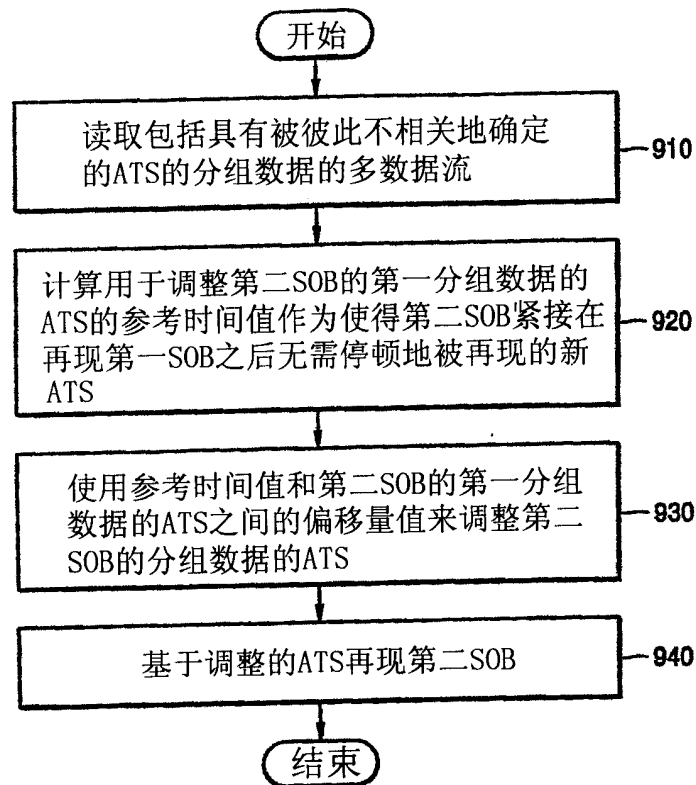 开始
读取包括具有被彼此不相关地确定
的ATS的分组数据的多数据流
910
计算用于调整第二SOB的第一分组数据的
ATS的参考时间值作为使得第二SOB紧接在
再现第一SOB之后无需停顿地被再现的新
ATS
920
使用参考时间值和第二SOB的第一分组
数据的ATS之间的偏移量值来调整第二
SOB的分组数据的ATS
930
基于调整的ATS再现第二SOB
940
结束